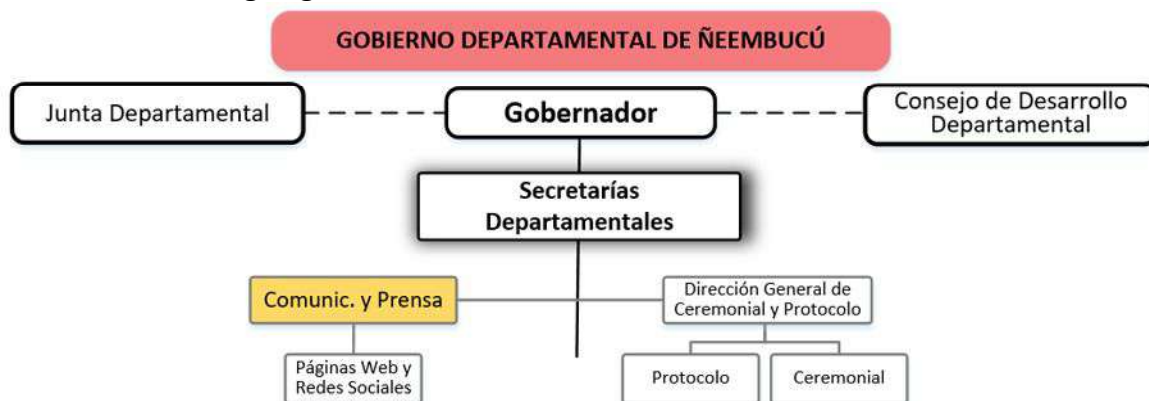 GOBIERNO DEPARTAMENTAL DE ÑEEMBUCÚ
Junta Departamental
Gobernador
Consejo de Desarrollo
Departamental
Secretarías
Departamentales
Comunic. y Prensa
Dirección General de
Ceremonial y Protocolo
Páginas Web y
Redes Sociales
Protocolo
Ceremonial